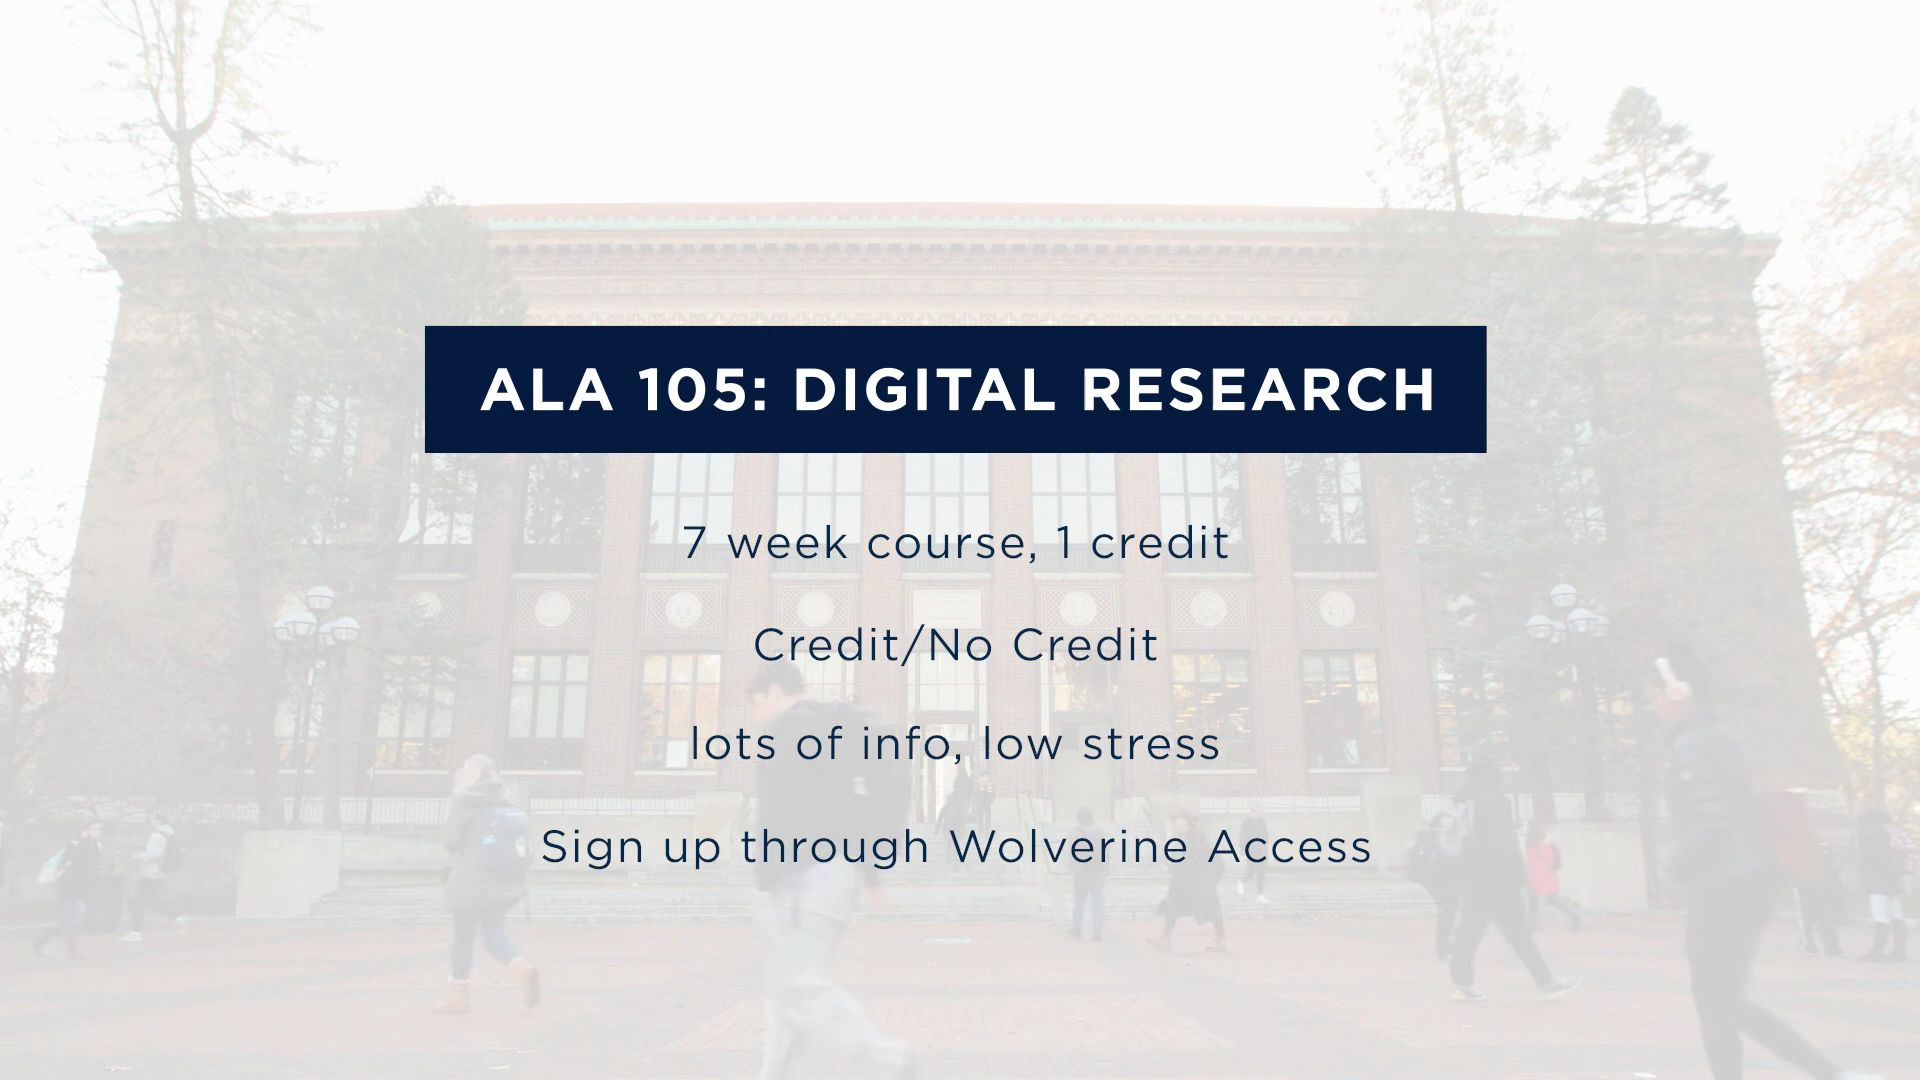 ALA 105: DIGITAL RESEARCH
7 week course, 1 credit
Credit/No Credit
lots of info, low stress
Sign up through Wolverine Access